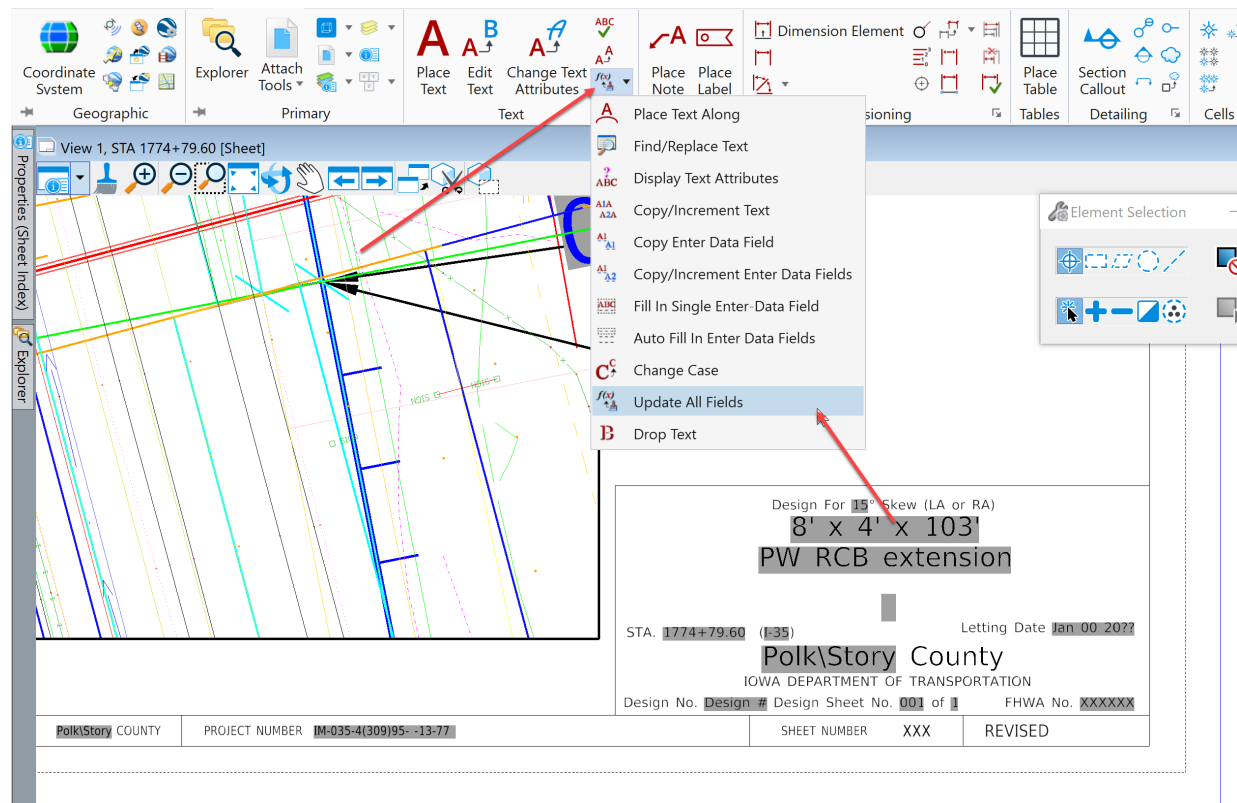 ABC
Coordinate System
Explorer
Attach Tools
Place Text
Edit Text
Change Text Attributes
f(x)
Place Note
Place Label
Dimension Element
Place Table
Section Callout
Geographic
Primary
Text
sioning
Tables
Detailing
Cells
View 1, STA 1774+79.60 [Sheet]
Properties (Sheet Index)
Explorer
Place Text Along
Find/Replace Text
Display Text Attributes
Copy/Increment Text
Copy Enter Data Field
Copy/Increment Enter Data Fields
Fill In Single Enter-Data Field
Auto Fill In Enter Data Fields
Change Case
Update All Fields
Drop Text
Element Selection
Design For 15° Skew (LA or RA)
8' x 4' x 103'
PW RCB extension
STA. 1774+79.60 (I-35)
Letting Date Jan 00 20??
Polk\Story County
IOWA DEPARTMENT OF TRANSPORTATION
Design No. Design # Design Sheet No. 001 of 1 FHWA No. XXXXXX
Polk\Story COUNTY PROJECT NUMBER IM-035-4(309)95- -13-77 SHEET NUMBER XXX REVISED